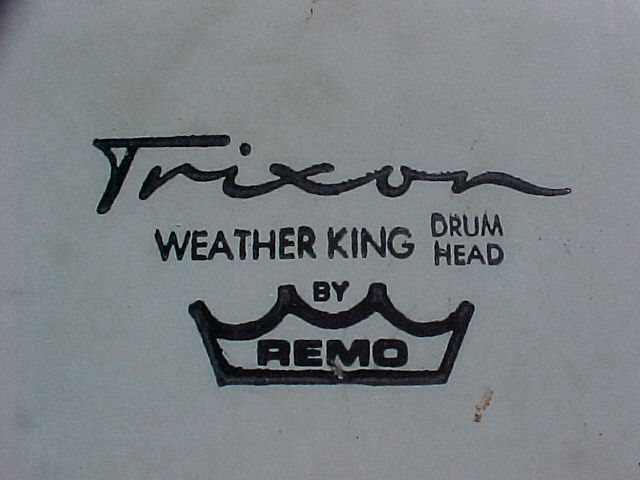 Trixon
WEATHER KING DRUM HEAD
BY
REMO